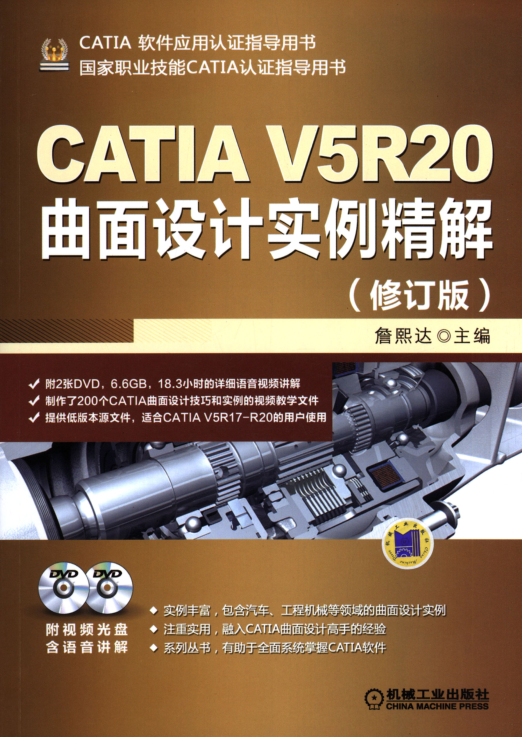 CATIA 软件应用认证指导用书
国家职业技能CATIA认证指导用书
CATIA V5R20
曲面设计实例精解
（修订版）
詹熙达◎主编
附2张DVD，6.6GB，18.3小时的详细语音视频讲解
制作了200个CATIA曲面设计技巧和实例的视频教学文件
提供低版本源文件，适合CATIA V5R17-R20的用户使用
DVD DVD
附视频光盘
含语音讲解
实例丰富，包含汽车、工程机械等领域的曲面设计实例
注重实用，融入CATIA曲面设计高手的经验
系列丛书，有助于全面系统掌握CATIA软件
机械工业出版社
CHINA MACHINE PRESS